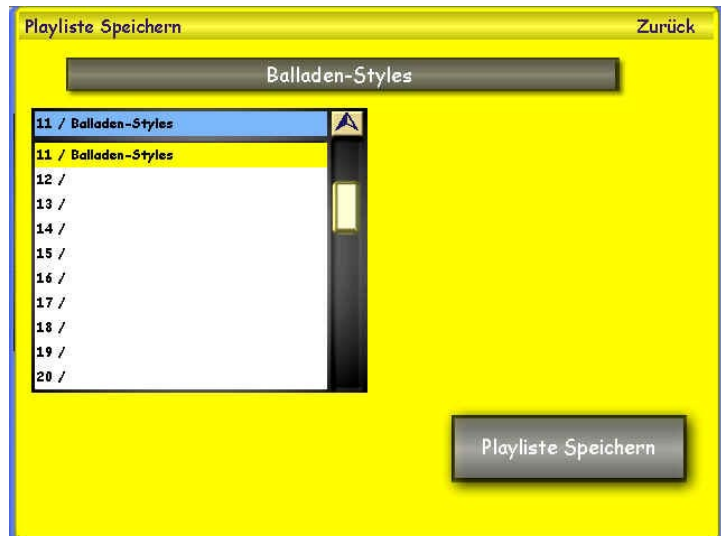 Playliste Speichern Zurück
Balladen-Styles
11 / Balladen-Styles
11 / Balladen-Styles
12 /
13 /
14 /
15 /
16 /
17 /
18 /
19 /
20 /
Playliste Speichern